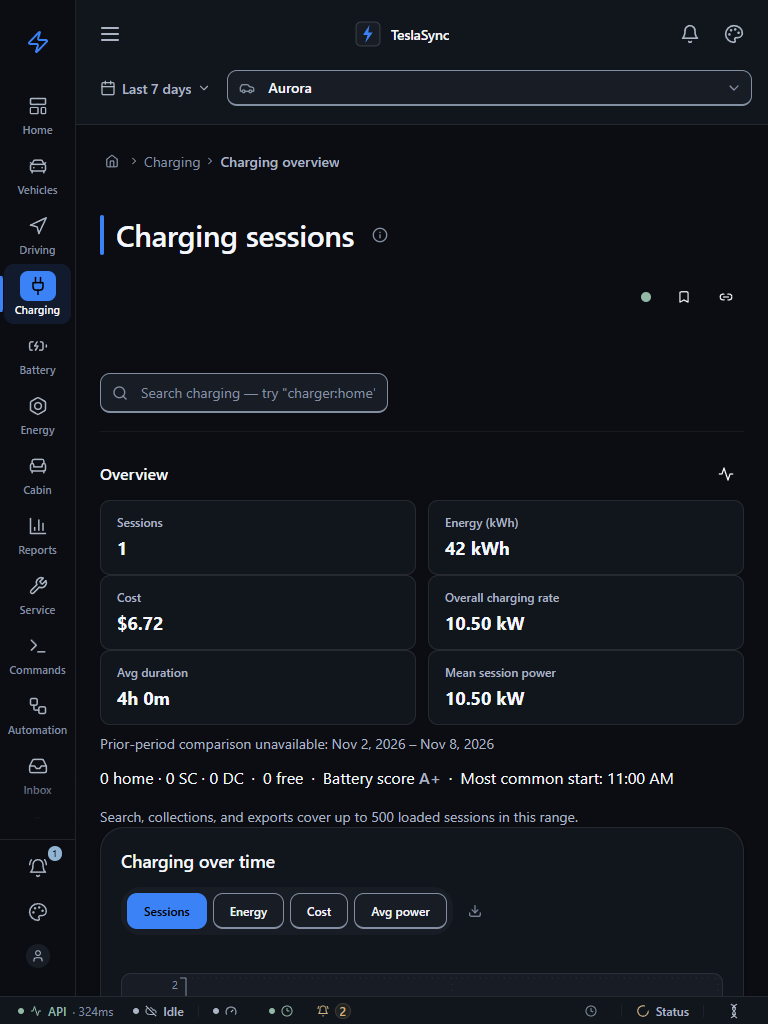 TeslaSync
Last 7 days
Aurora
Home
Vehicles
Driving
Charging
Battery
Energy
Cabin
Reports
Service
Commands
Automation
Inbox
1
Charging
Charging overview
Charging sessions
Search charging — try "charger:home'
Overview
Sessions
1
Energy (kWh)
42 kWh
Cost
$6.72
Overall charging rate
10.50 kW
Avg duration
4h 0m
Mean session power
10.50 kW
Prior-period comparison unavailable: Nov 2, 2026 – Nov 8, 2026
0 home · 0 SC · 0 DC · 0 free · Battery score A+ · Most common start: 11:00 AM
Search, collections, and exports cover up to 500 loaded sessions in this range.
Charging over time
Sessions
Energy
Cost
Avg power
2
API · 324ms
Idle
2
Status